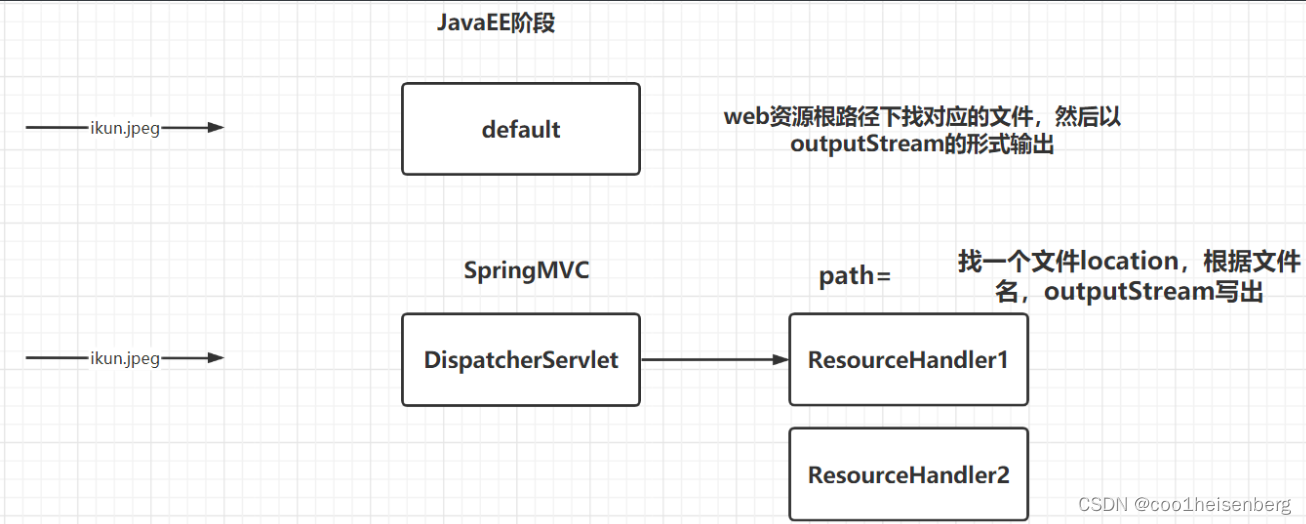 JavaEE阶段
ikun.jpeg
default
web资源根路径下找对应的文件，然后以
outputStream的形式输出
SpringMVC
path=
找一个文件location，根据文件
名，outputStream写出
ikun.jpeg
DispatcherServlet
ResourceHandler1
ResourceHandler2
CSDN @coo1heisenberg